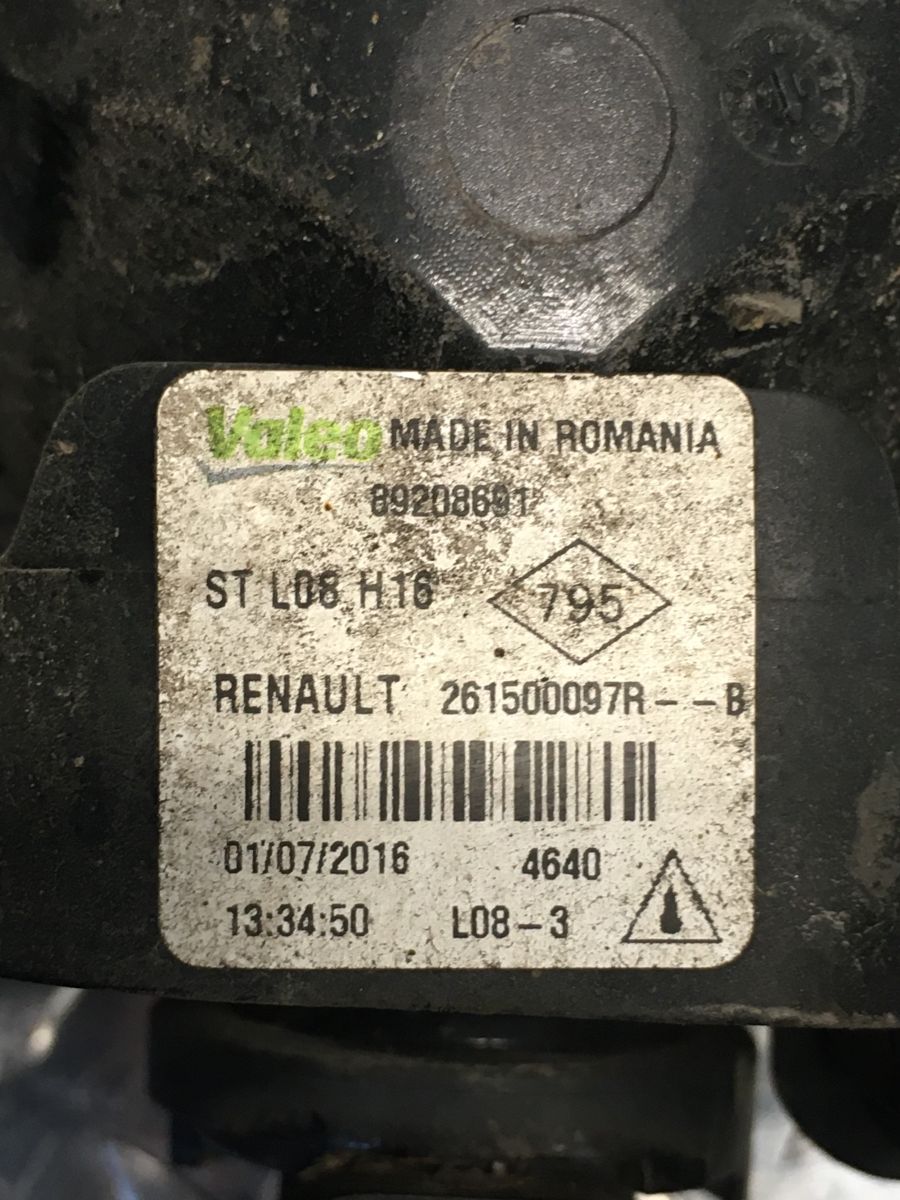 Valeo MADE IN ROMANIA
89208691
ST L08 H16 795
RENAULT 261500097R--B
01/07/2016 4640
13:34:50 L08-3